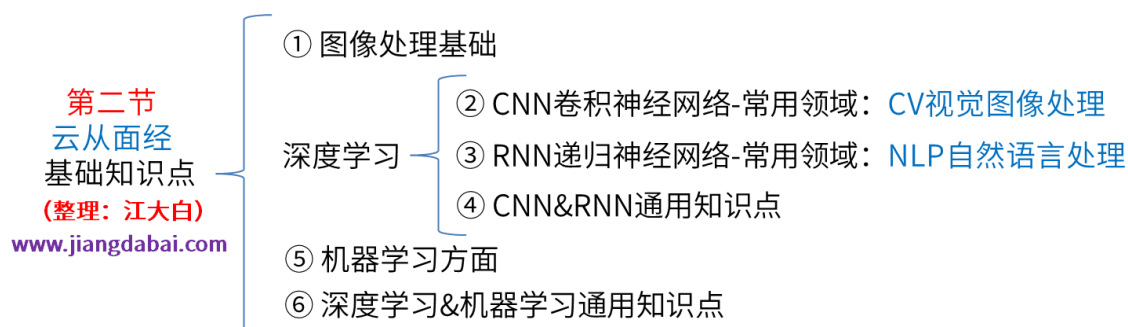 第二节
云从面经
基础知识点
（整理：江大白）
www.jiangdabai.com
① 图像处理基础
深度学习
② CNN卷积神经网络-常用领域：CV视觉图像处理
③ RNN递归神经网络-常用领域：NLP自然语言处理
④ CNN&RNN通用知识点
⑤ 机器学习方面
⑥ 深度学习&机器学习通用知识点